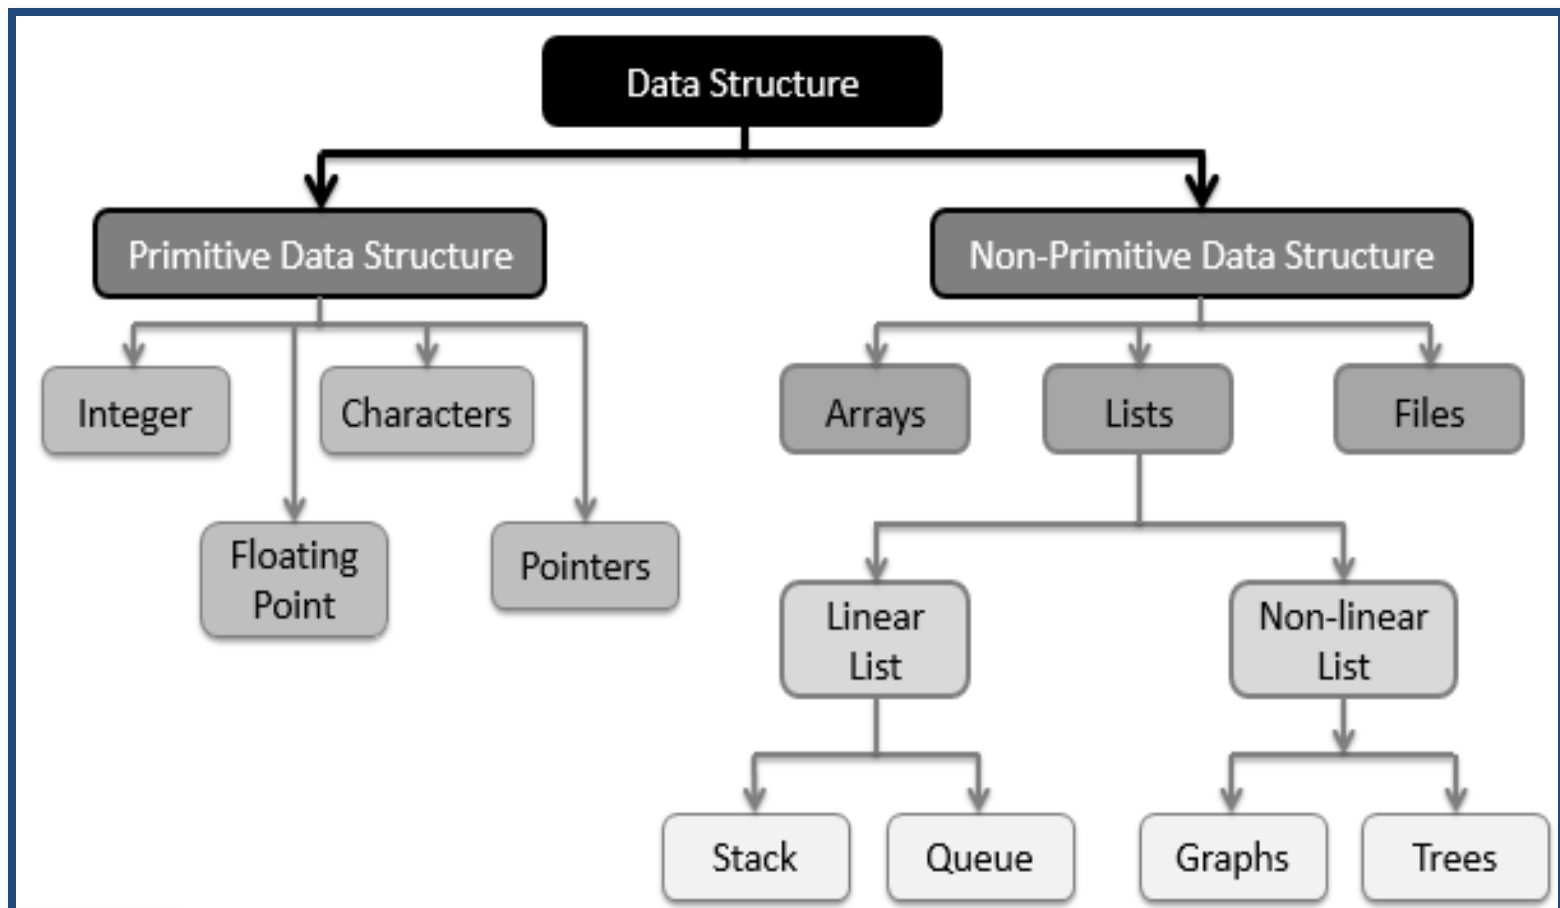 Data Structure
Primitive Data Structure
Non-Primitive Data Structure
Integer
Characters
Arrays
Lists
Files
Floating
Point
Pointers
Linear
List
Non-linear
List
Stack
Queue
Graphs
Trees